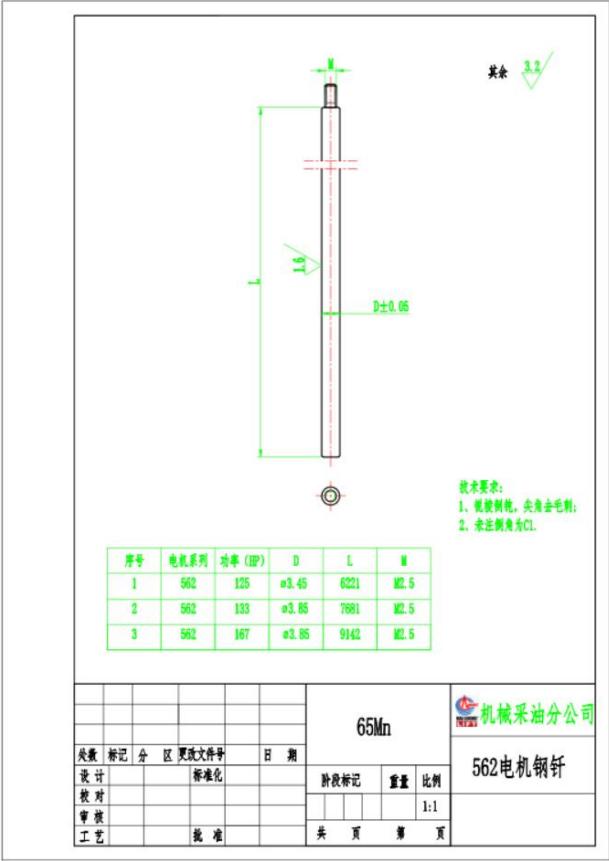 M
其余 3.2
1.6
L
D±0.06
技术要求:
1、锐棱倒钝，尖角去毛刺;
2、未注倒角为C1.
序号 电机系列 功率（HP） D L M
1 562 125 ø3.45 6221 M2.5
2 562 133 ø3.85 7681 M2.5
3 562 167 ø3.85 9142 M2.5
65Mn
LIFT
机械采油分公司
562电机钢钎
处数 标记 分 区 更改文件号 日 期
设 计 标准化
校 对
审 核
工 艺 批 准
阶段标记 重量 比例
1:1
共 页 第 页